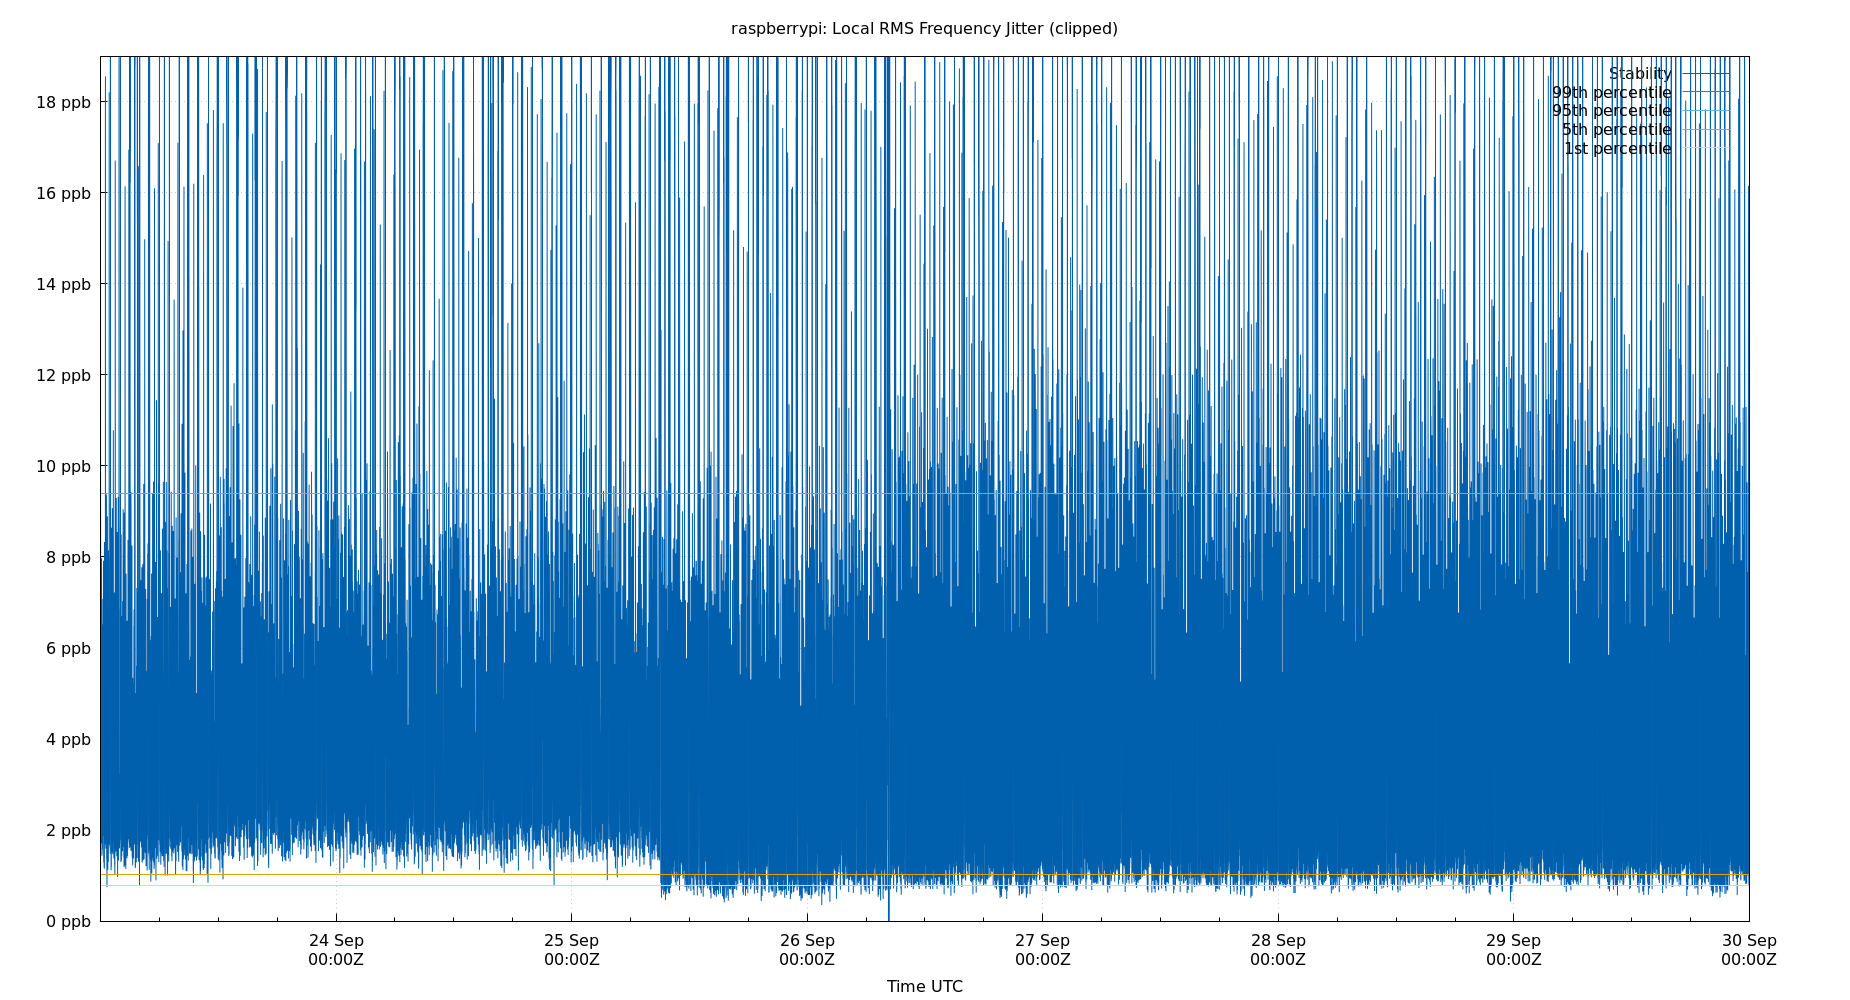 raspberrypi: Local RMS Frequency Jitter (clipped)
Stability
99th percentile
95th percentile
5th percentile
1st percentile
18 ppb
16 ppb
14 ppb
12 ppb
10 ppb
8 ppb
6 ppb
4 ppb
2 ppb
0 ppb
24 Sep 25 Sep 26 Sep 27 Sep 28 Sep 29 Sep 30 Sep
00:00Z 00:00Z 00:00Z 00:00Z 00:00Z 00:00Z 00:00Z
Time UTC